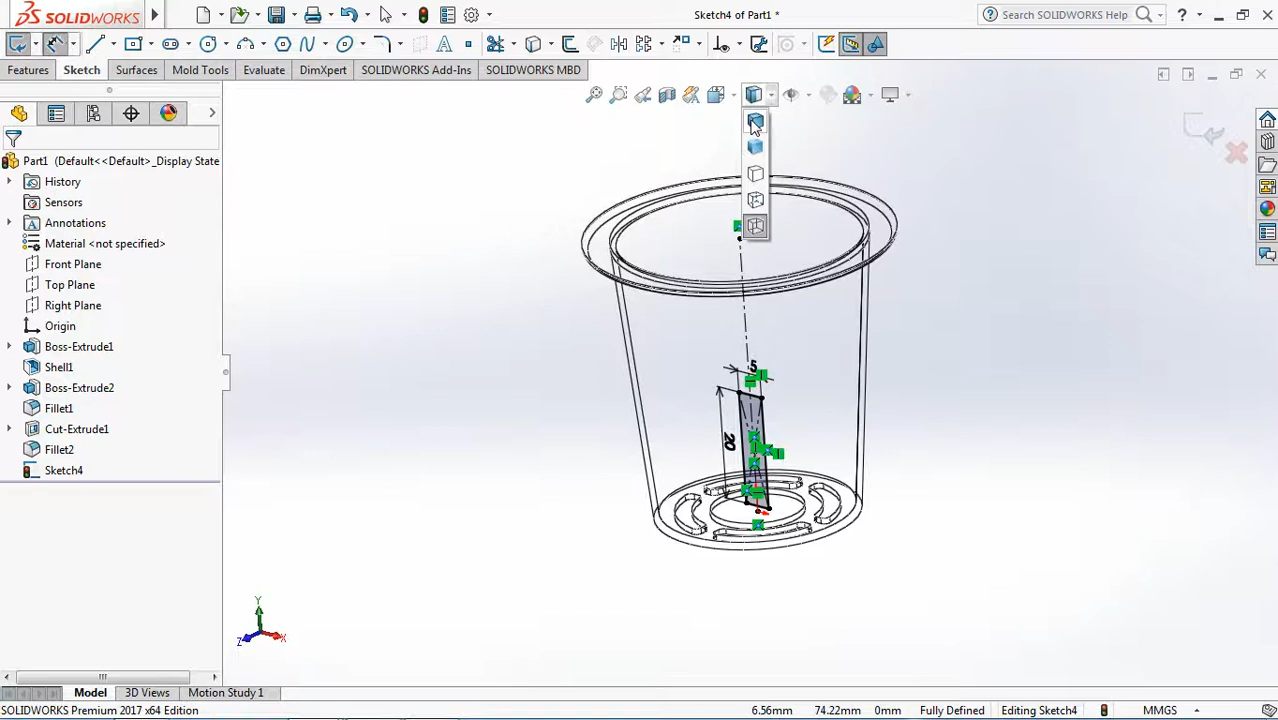 SOLIDWORKS
Sketch4 of Part1 *
Search SOLIDWORKS Help
?
Features
Sketch
Surfaces
Mold Tools
Evaluate
DimXpert
SOLIDWORKS Add-Ins
SOLIDWORKS MBD
Part1 (Default<<Default>_Display State
History
Sensors
Annotations
Material <not specified>
Front Plane
Top Plane
Right Plane
Origin
Boss-Extrude1
Shell1
Boss-Extrude2
Fillet1
Cut-Extrude1
Fillet2
Sketch4
5
20
Y
Z
X
Model
3D Views
Motion Study 1
SOLIDWORKS Premium 2017 x64 Edition
6.56mm
74.22mm
0mm
Fully Defined
Editing Sketch4
MMGS